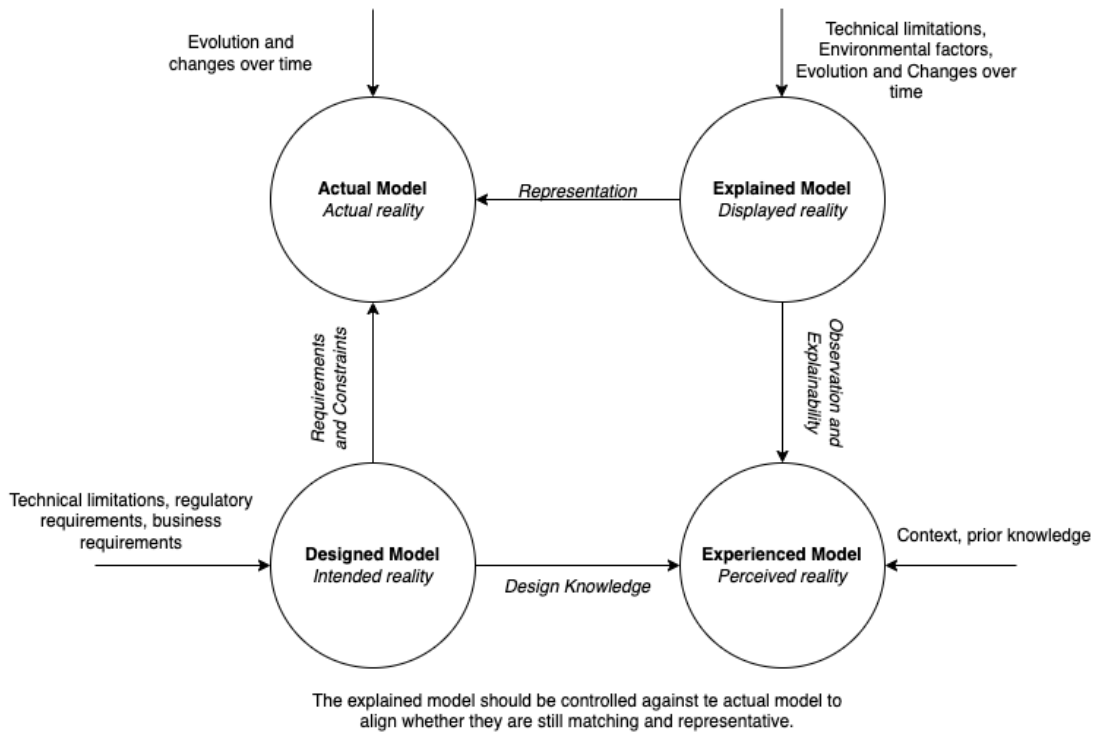 Evolution and
changes over time
Technical limitations,
Environmental factors,
Evolution and Changes over
time
Actual Model
Actual reality
Representation
Explained Model
Displayed reality
Requirements
and Constraints
Observation and
Explainability
Technical limitations, regulatory
requirements, business
requirements
Designed Model
Intended reality
Design Knowledge
Experienced Model
Perceived reality
Context, prior knowledge
The explained model should be controlled against te actual model to
align whether they are still matching and representative.